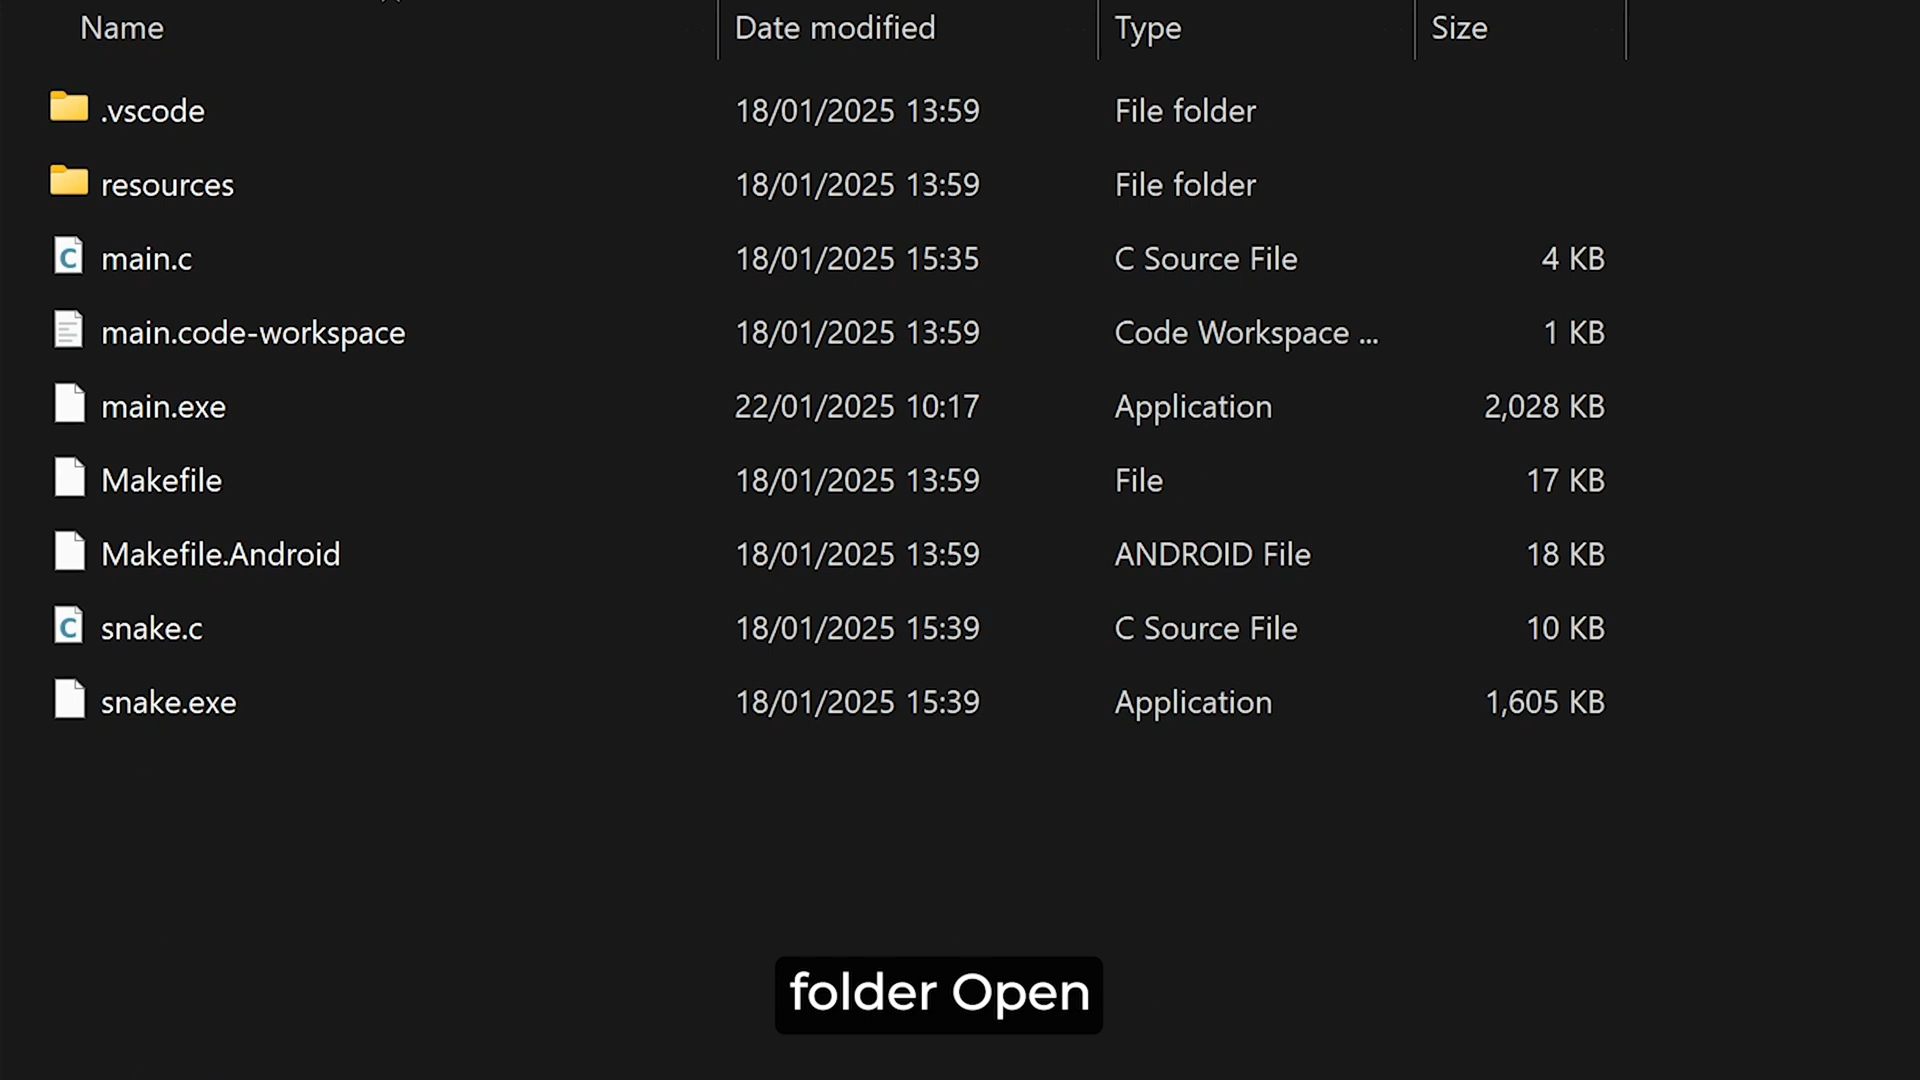 Name Date modified Type Size
.vscode 18/01/2025 13:59 File folder
resources 18/01/2025 13:59 File folder
main.c 18/01/2025 15:35 C Source File 4 KB
main.code-workspace 18/01/2025 13:59 Code Workspace ... 1 KB
main.exe 22/01/2025 10:17 Application 2,028 KB
Makefile 18/01/2025 13:59 File 17 KB
Makefile.Android 18/01/2025 13:59 ANDROID File 18 KB
snake.c 18/01/2025 15:39 C Source File 10 KB
snake.exe 18/01/2025 15:39 Application 1,605 KB
folder Open